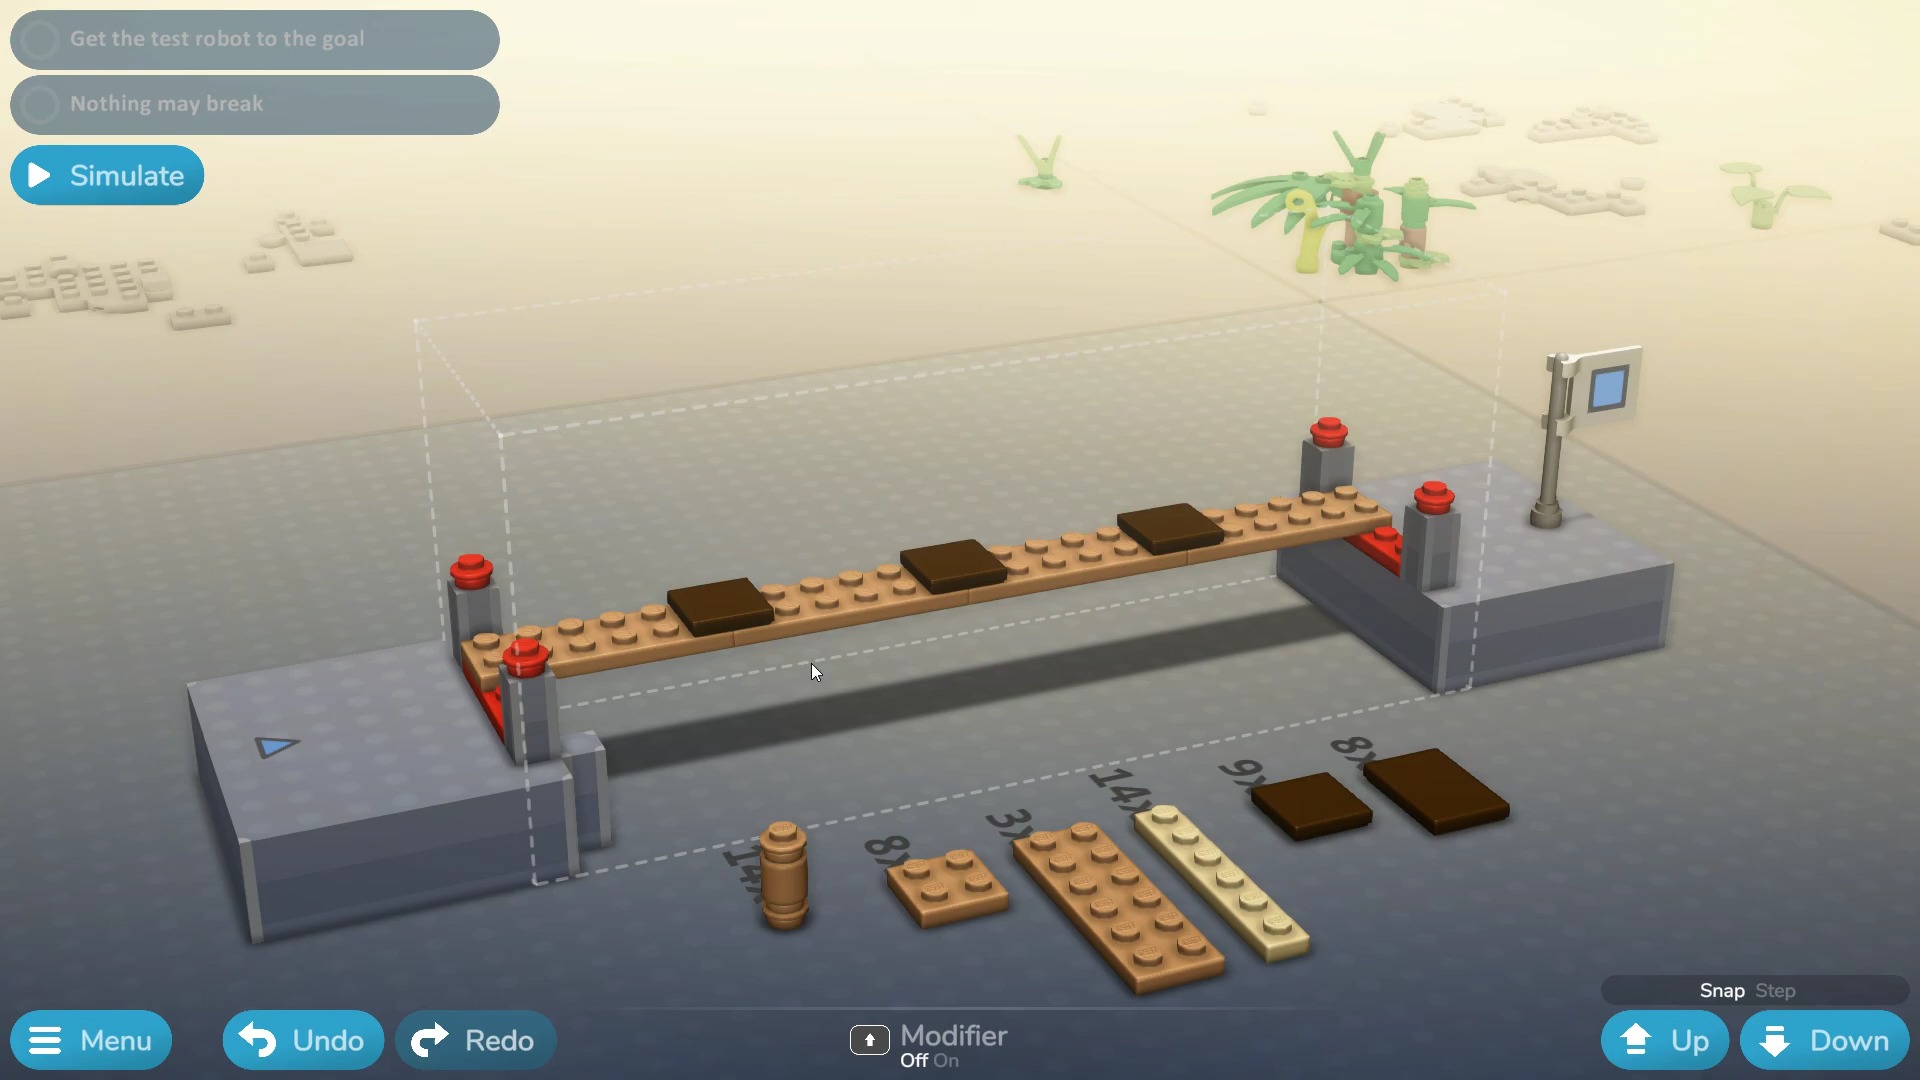 Get the test robot to the goal
Nothing may break
Simulate
14x
8x
3x
14x
9x
8x
Snap Step
Menu
Undo
Redo
Modifier
Off On
Up
Down